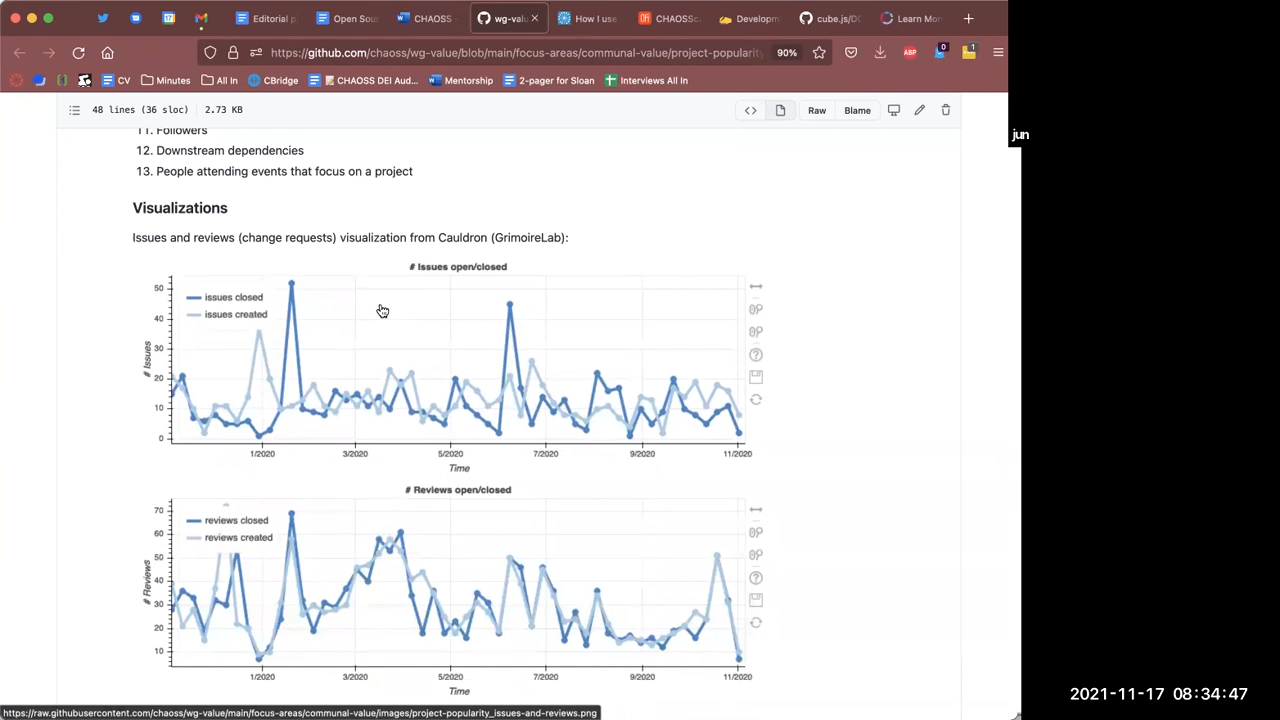 Editorial p
Open Sou
CHAOSS
wg-valu
How I use
CHAOSSc
Developm
cube.js/DO
Learn Mor
https://github.com/chaoss/wg-value/blob/main/focus-areas/communal-value/project-popularity
90%
ABP
0
1
CV
Minutes
All In
CBridge
CHAOSS DEI Aud...
Mentorship
2-pager for Sloan
Interviews All In
48 lines (36 sloc)
2.73 KB
Raw
Blame
jun
11. Followers
12. Downstream dependencies
13. People attending events that focus on a project
Visualizations
Issues and reviews (change requests) visualization from Cauldron (GrimoireLab):
# Issues open/closed
issues closed
issues created
50
40
30
20
10
0
# Issues
1/2020
3/2020
5/2020
7/2020
9/2020
11/2020
Time
# Reviews open/closed
reviews closed
reviews created
70
60
50
40
30
20
10
# Reviews
1/2020
3/2020
5/2020
7/2020
9/2020
11/2020
Time
2021-11-17 08:34:47
https://raw.githubusercontent.com/chaoss/wg-value/main/focus-areas/communal-value/images/project-popularity_issues-and-reviews.png